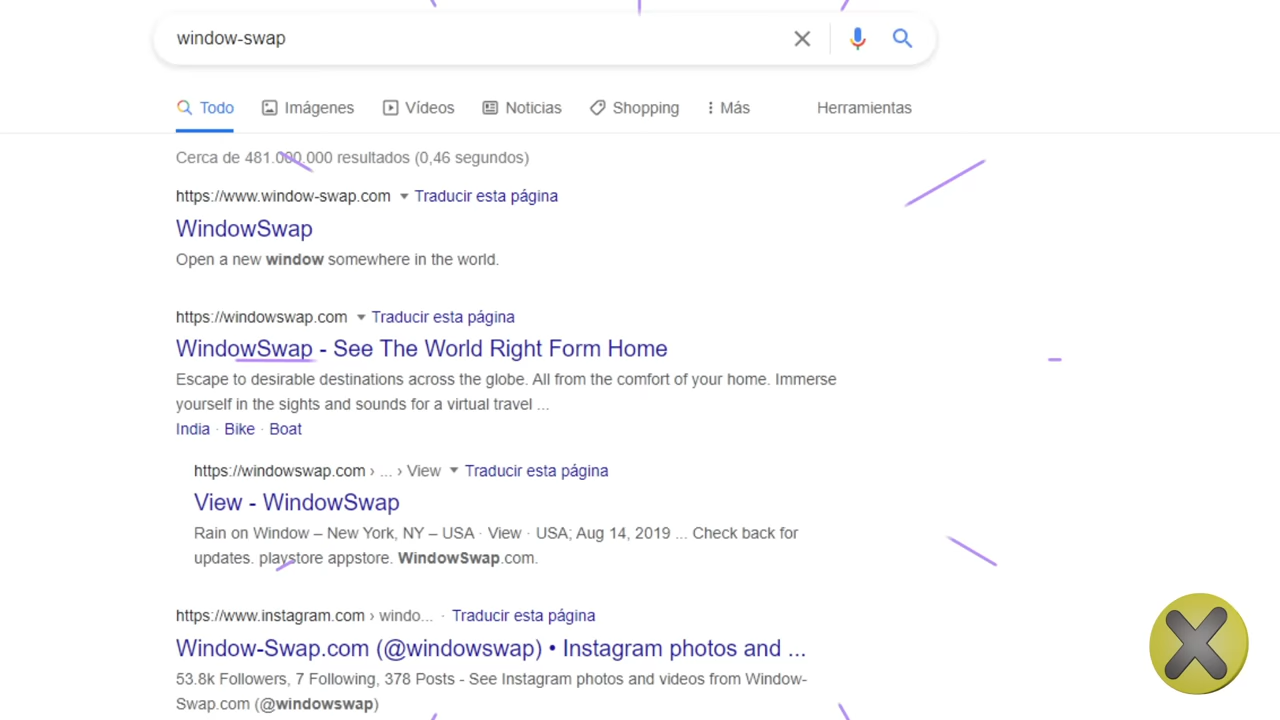 window-swap
Todo Imágenes Vídeos Noticias Shopping Más Herramientas
Cerca de 481.000.000 resultados (0,46 segundos)
https://www.window-swap.com Traducir esta página
WindowSwap
Open a new window somewhere in the world.
https://windowswap.com Traducir esta página
WindowSwap - See The World Right Form Home
Escape to desirable destinations across the globe. All from the comfort of your home. Immerse
yourself in the sights and sounds for a virtual travel ...
India · Bike · Boat
https://windowswap.com › ... › View Traducir esta página
View - WindowSwap
Rain on Window – New York, NY – USA · View · USA; Aug 14, 2019 ... Check back for
updates. playstore appstore. WindowSwap.com.
https://www.instagram.com › windo... · Traducir esta página
Window-Swap.com (@windowswap) • Instagram photos and ...
53.8k Followers, 7 Following, 378 Posts - See Instagram photos and videos from Window-
Swap.com (@windowswap)